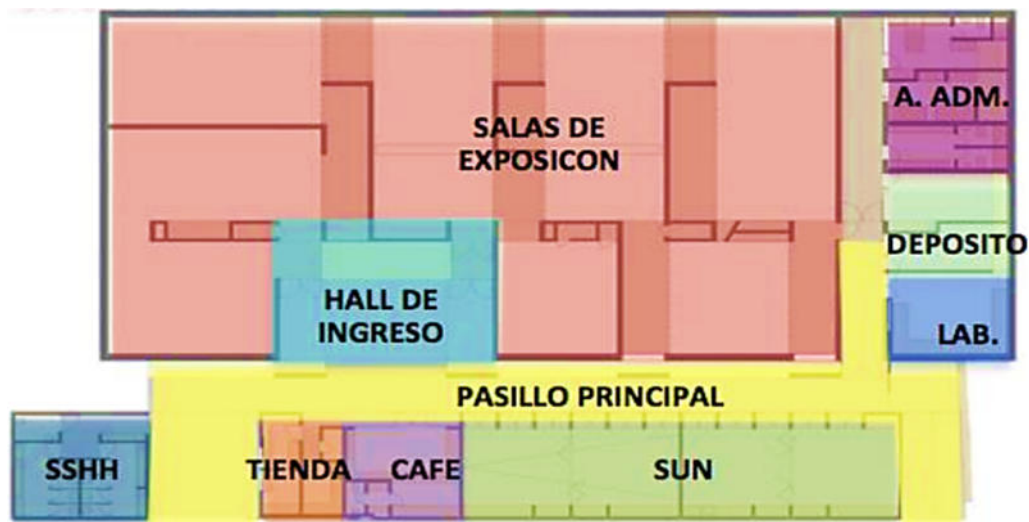 SALAS DE
EXPOSICON
A. ADM.
DEPOSITO
HALL DE
INGRESO
LAB.
PASILLO PRINCIPAL
SSHH
TIENDA
CAFE
SUN